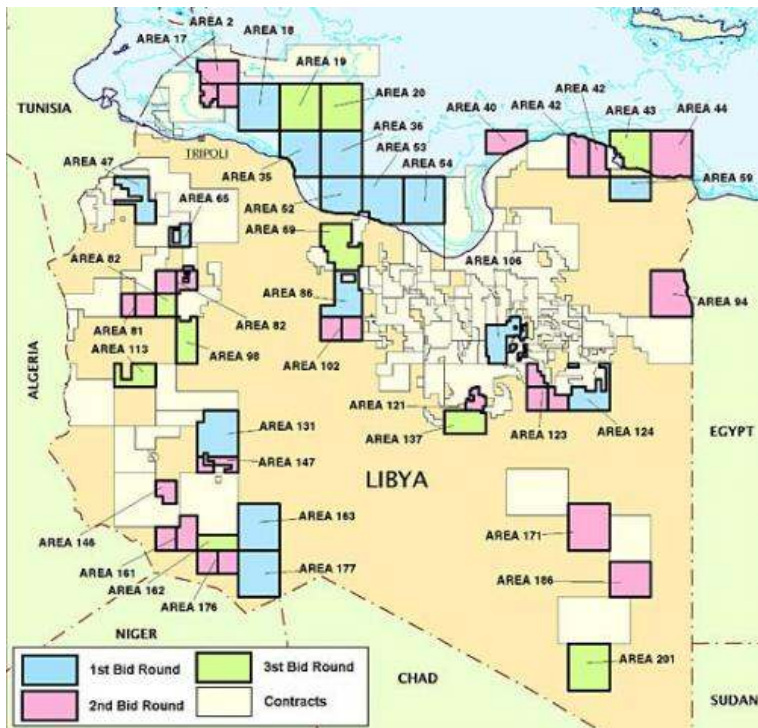 AREA 2
AREA 18
AREA 17
AREA 19
AREA 20
TUNISIA
AREA 36
AREA 40
AREA 42
AREA 42
AREA 43
AREA 44
AREA 53
AREA 47
TRIPOLI
AREA 54
AREA 35
AREA 59
AREA 65
AREA 52
AREA 69
AREA 82
AREA 106
AREA 86
AREA 94
AREA 81
AREA 82
AREA 113
AREA 98
AREA 102
ALGERIA
AREA 121
AREA 131
AREA 137
AREA 123
AREA 124
EGYPT
AREA 147
LIBYA
AREA 163
AREA 146
AREA 171
AREA 161
AREA 177
AREA 186
AREA 162
AREA 176
NIGER
AREA 201
CHAD
SUDAN
1st Bid Round
3st Bid Round
2nd Bid Round
Contracts